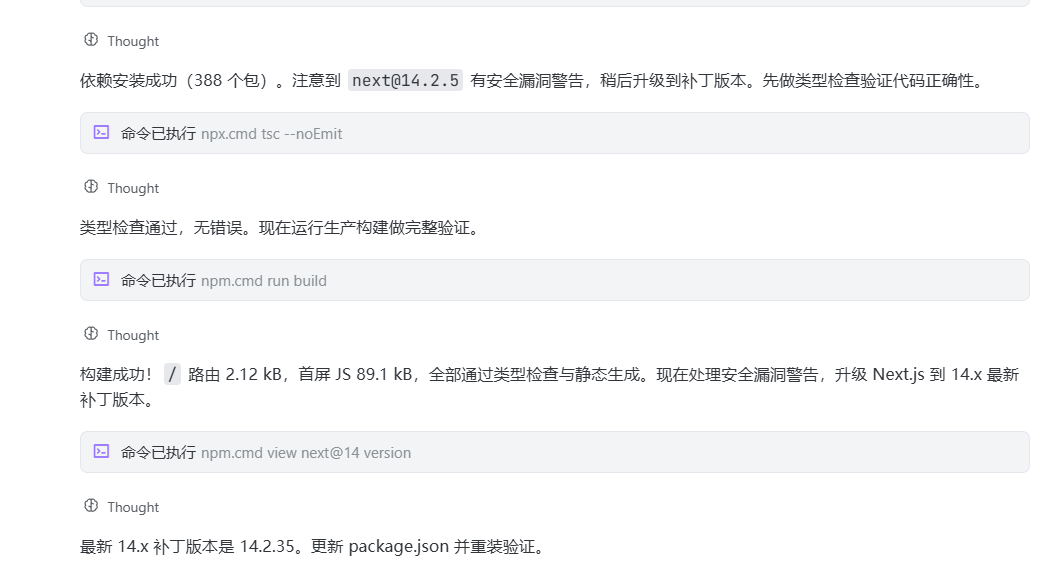 Thought
依赖安装成功（388 个包）。注意到 next@14.2.5 有安全漏洞警告，稍后升级到补丁版本。先做类型检查验证代码正确性。
命令已执行 npx.cmd tsc --noEmit
Thought
类型检查通过，无错误。现在运行生产构建做完整验证。
命令已执行 npm.cmd run build
Thought
构建成功！ / 路由 2.12 kB，首屏 JS 89.1 kB，全部通过类型检查与静态生成。现在处理安全漏洞警告，升级 Next.js 到 14.x 最新
补丁版本。
命令已执行 npm.cmd view next@14 version
Thought
最新 14.x 补丁版本是 14.2.35。更新 package.json 并重装验证。